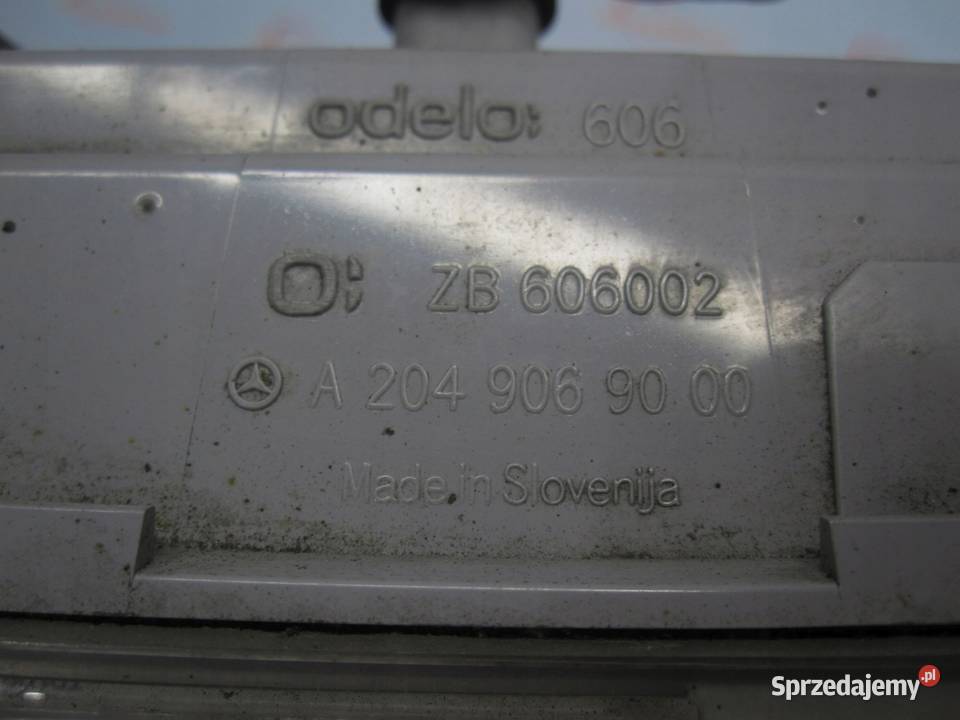 odelo: 606
O: ZB 606002
A 204 906 90 00
Made in Slovenija
Sprzedajemy.pl